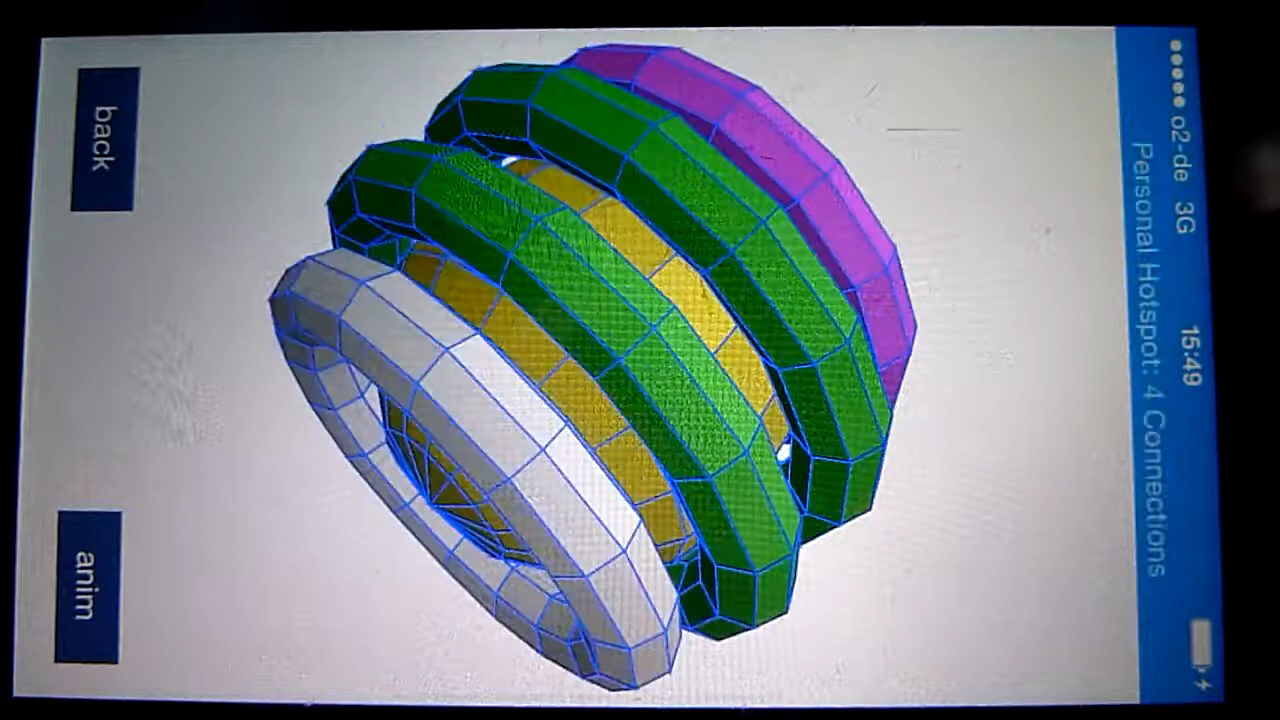 ●●●●● o2-de 3G 15:49
Personal Hotspot: 4 Connections
back
anim